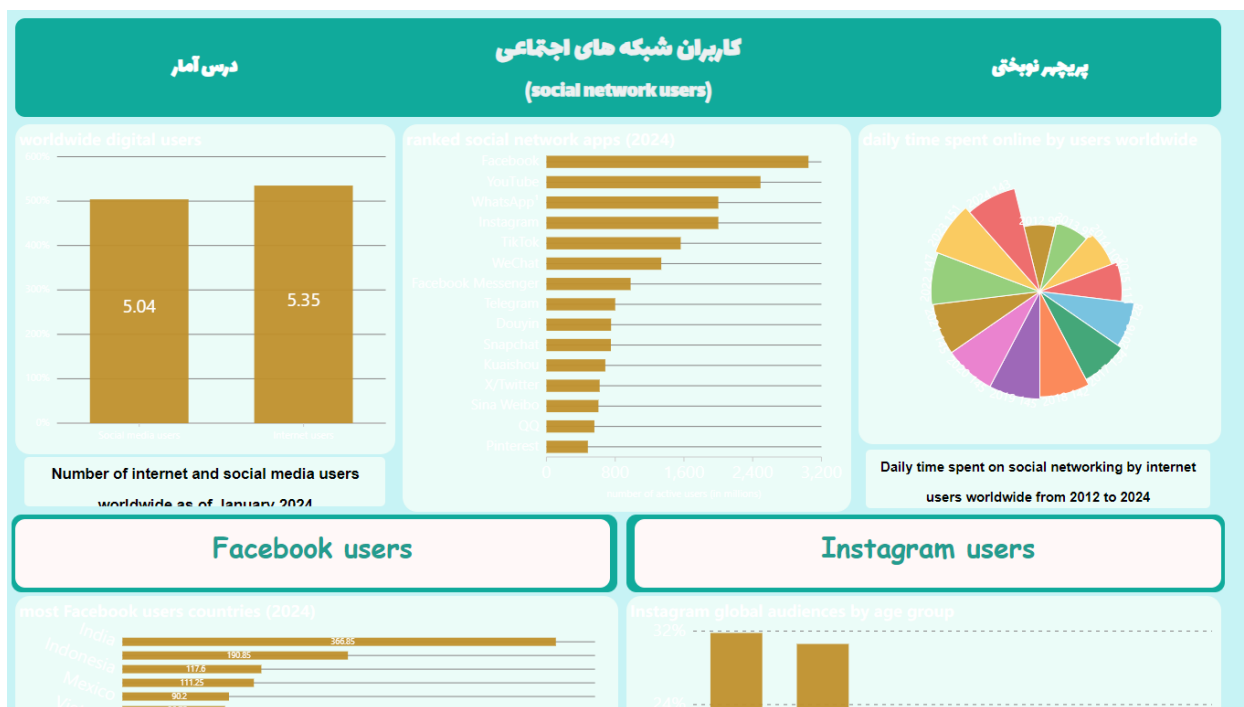 درس آمار
کاربران شبکه های اجتماعی
(social network users)
پریچهر نوبختی
worldwide digital users
600%
500%
400%
300%
200%
100%
0%
5.04
5.35
Social media users
Internet users
Number of internet and social media users
worldwide as of January 2024
ranked social network apps (2024)
Facebook
YouTube
WhatsApp*
Instagram
TikTok
WeChat
Facebook Messenger
Telegram
Douyin
Snapchat
Kuaishou
X/Twitter
Sina Weibo
QQ
Pinterest
0 800 1,600 2,400 3,200
number of active users (in millions)
daily time spent online by users worldwide
Daily time spent on social networking by internet
users worldwide from 2012 to 2024
Facebook users
Instagram users
most Facebook users countries (2024)
India
366.85
190.85
Indonesia
117.6
111.25
Mexico
90.2
Instagram global audiences by age group
32%
24%